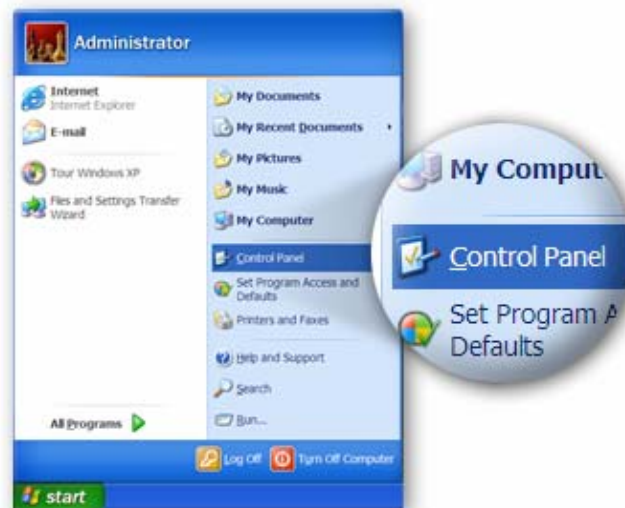 Administrator
Internet
Internet Explorer
E-mail
Tour Windows XP
Files and Settings Transfer
Wizard
All Programs
My Documents
My Recent Documents
My Pictures
My Music
My Computer
Control Panel
Set Program Access and
Defaults
Printers and Faxes
Help and Support
Search
Run...
Log Off
Turn Off Computer
start
My Comput
Control Panel
Set Program A
Defaults